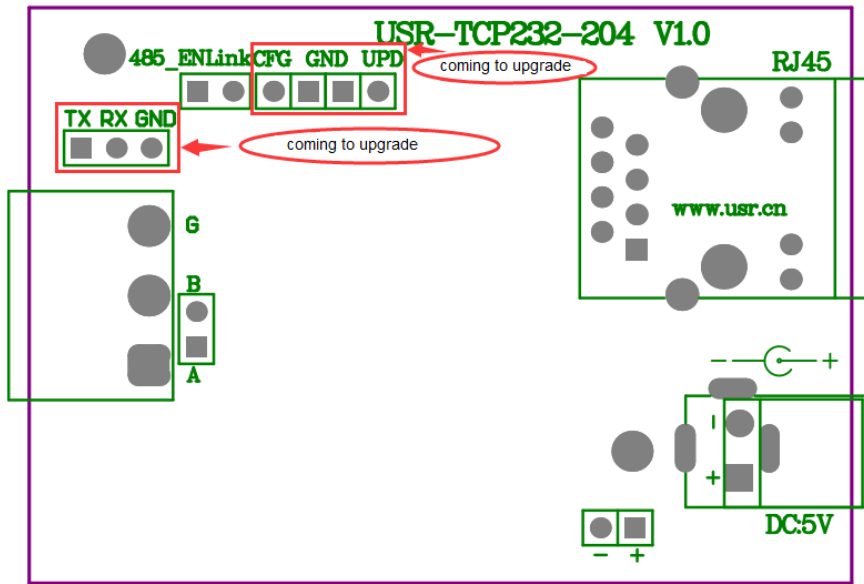 USR-TCP232-204 V1.0
485_EN Link CFG GND UPD
coming to upgrade
RJ45
TX RX GND
coming to upgrade
www.usr.cn
G
B
A
- +
-
+
DC:5V
- +